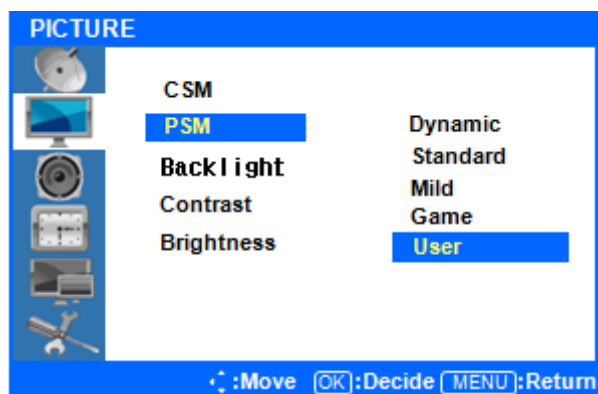 PICTURE
CSM
PSM
Backlight
Contrast
Brightness
Dynamic
Standard
Mild
Game
User
:Move OK:Decide MENU:Return